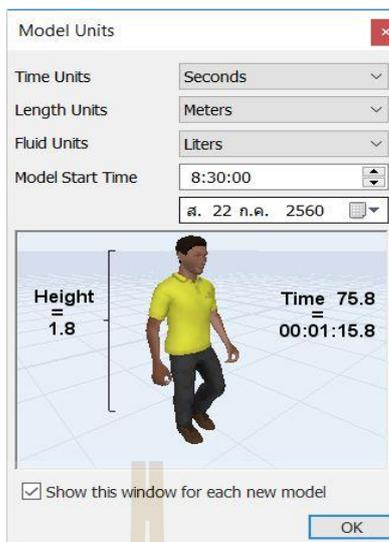 Model Units
Time Units Seconds
Length Units Meters
Fluid Units Liters
Model Start Time 8:30:00
ส. 22 ก.ค. 2560
Height
=
1.8
Time 75.8
=
00:01:15.8
Show this window for each new model
OK